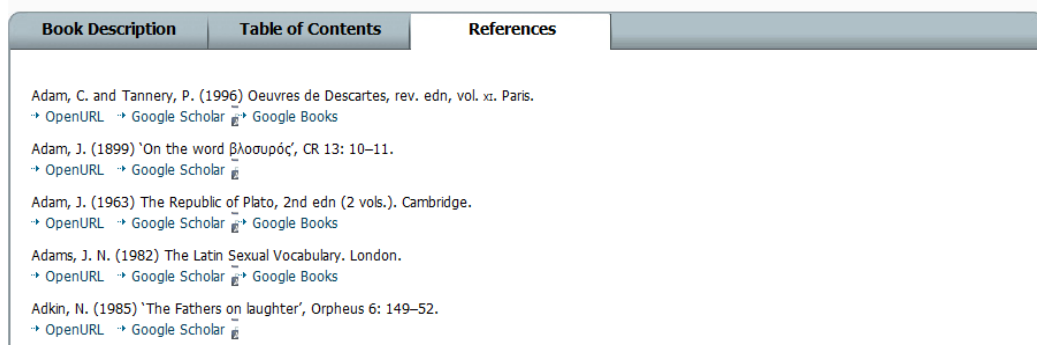 Book Description Table of Contents References
Adam, C. and Tannery, P. (1996) Oeuvres de Descartes, rev. edn, vol. XI. Paris.
OpenURL Google Scholar Google Books
Adam, J. (1899) ‛On the word βλοσυρός’, CR 13: 10–11.
OpenURL Google Scholar
Adam, J. (1963) The Republic of Plato, 2nd edn (2 vols.). Cambridge.
OpenURL Google Scholar Google Books
Adams, J. N. (1982) The Latin Sexual Vocabulary. London.
OpenURL Google Scholar Google Books
Adkin, N. (1985) ‛The Fathers on laughter’, Orpheus 6: 149–52.
OpenURL Google Scholar